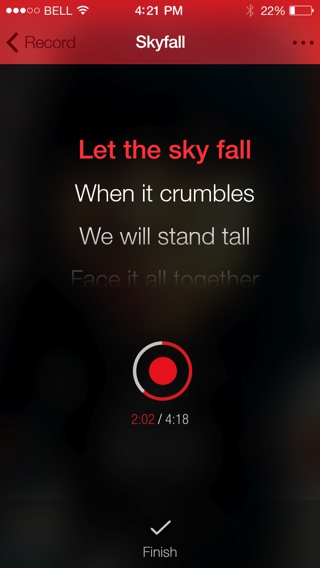 BELL 4:21 PM 22%
Record Skyfall
Let the sky fall
When it crumbles
We will stand tall
Face it all together
2:02 / 4:18
Finish